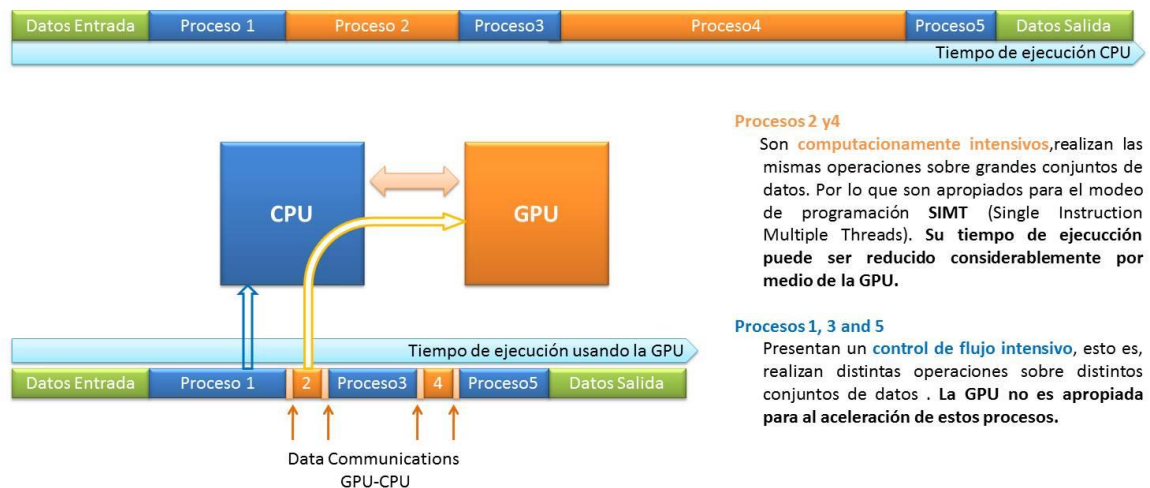 Datos Entrada Proceso 1 Proceso 2 Proceso3 Proceso4 Proceso5 Datos Salida
Tiempo de ejecución CPU
CPU
GPU
Procesos 2 y4
Son computacionamente intensivos,realizan las
mismas operaciones sobre grandes conjuntos de
datos. Por lo que son apropiados para el modeo
de programación SIMT (Single Instruction
Multiple Threads). Su tiempo de ejecucción
puede ser reducido considerablemente por
medio de la GPU.
Procesos 1, 3 and 5
Presentan un control de flujo intensivo, esto es,
realizan distintas operaciones sobre distintos
conjuntos de datos . La GPU no es apropiada
para al aceleración de estos procesos.
Tiempo de ejecución usando la GPU
Datos Entrada Proceso 1 2 Proceso3 4 Proceso5 Datos Salida
Data Communications
GPU-CPU